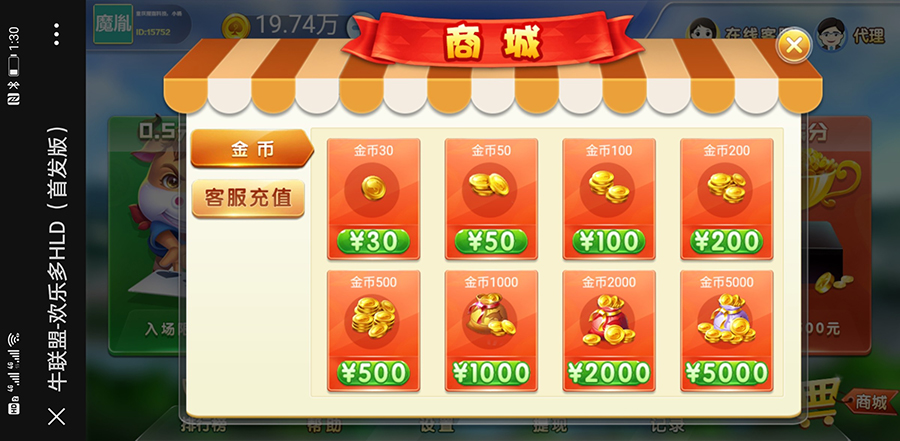 1:30
牛联盟-欢乐多HLD（首发版）
魔胤
ID:15752
19.74万
商城
在线客服
代理
金币
客服充值
金币30
¥30
金币50
¥50
金币100
¥100
金币200
¥200
金币500
¥500
金币1000
¥1000
金币2000
¥2000
金币5000
¥5000
0.5
分
入场
00元
排行榜
帮助
设置
提现
记录
商城